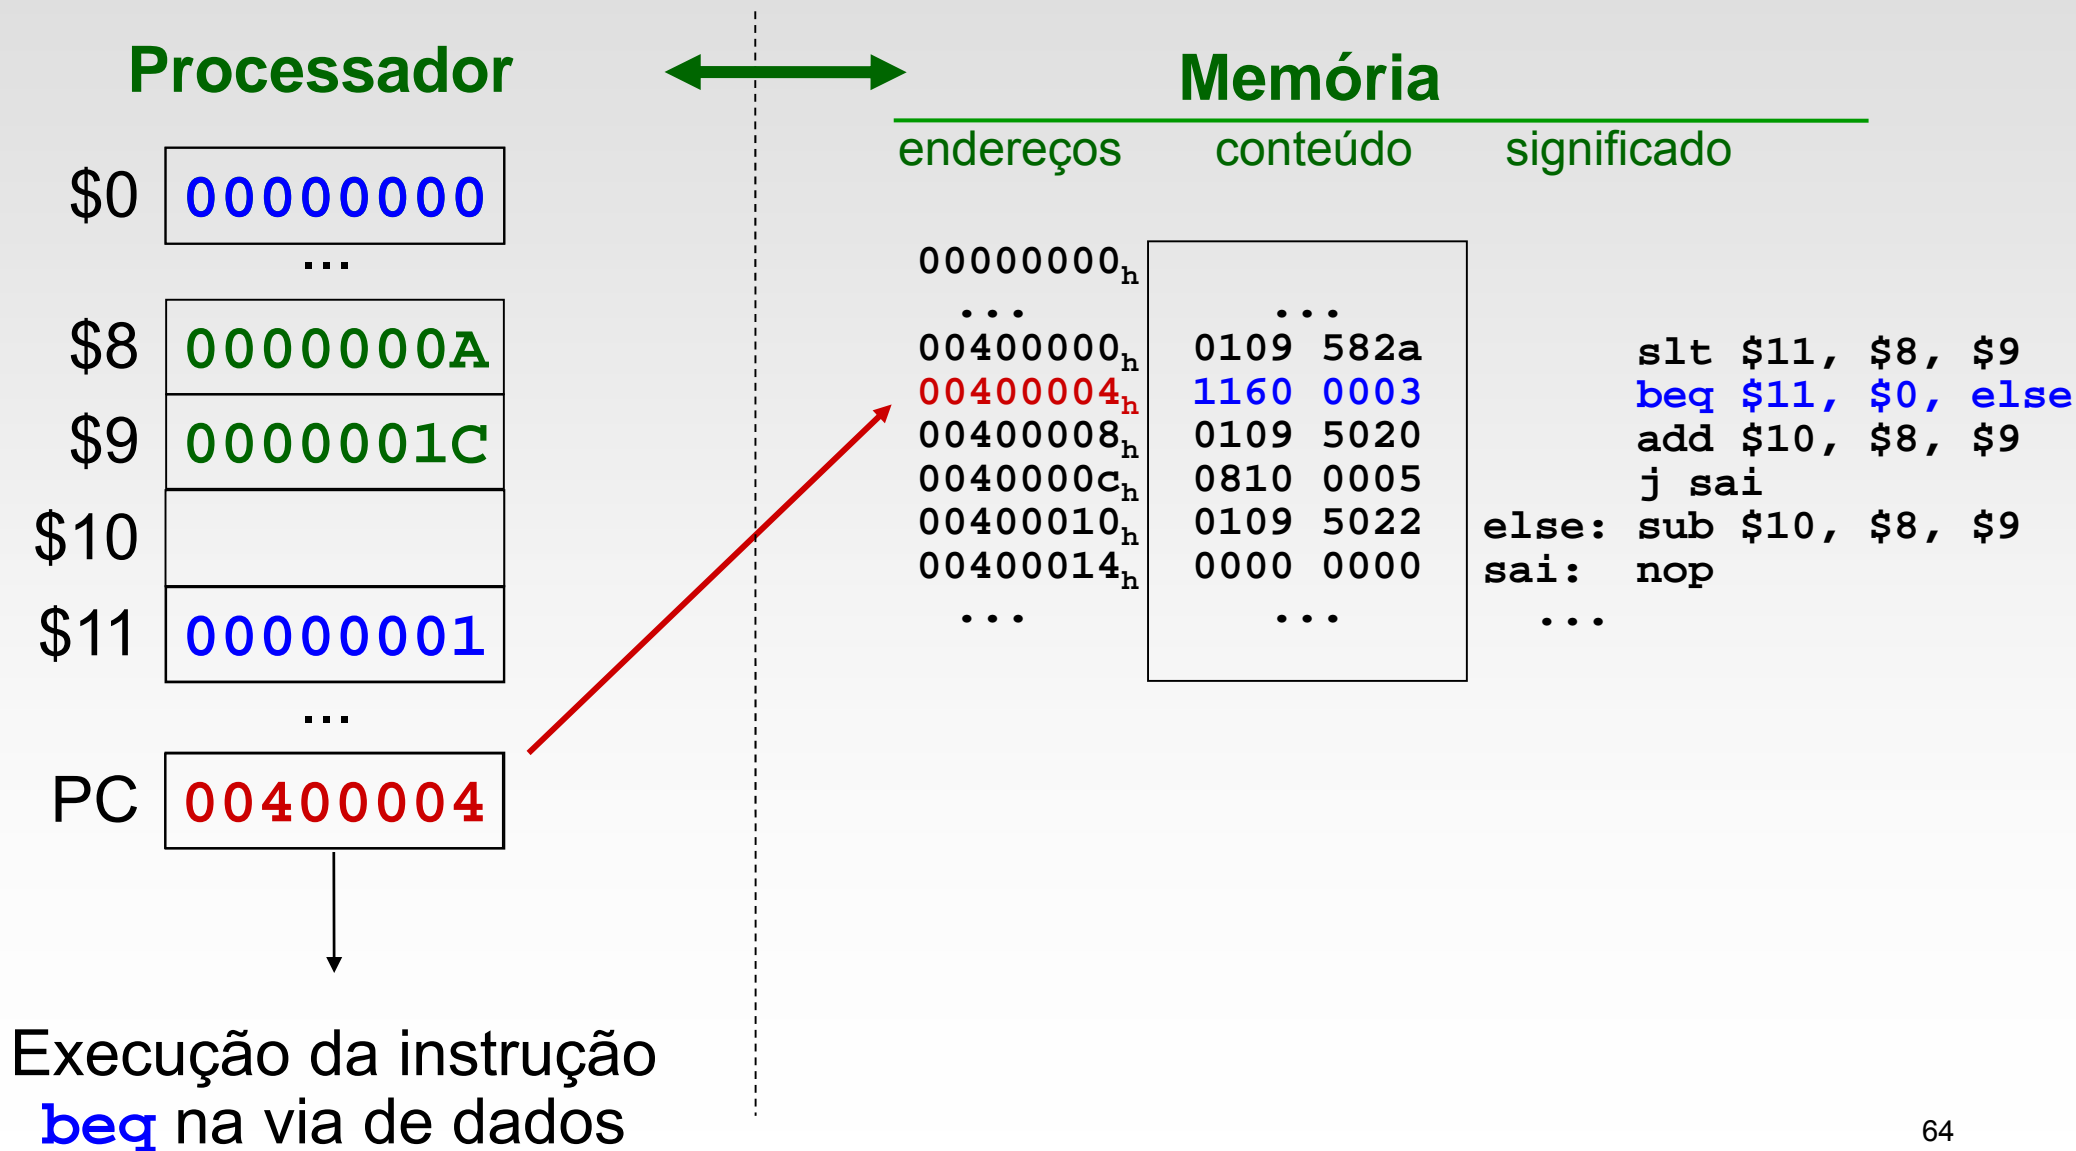 Processador
$0 00000000
...
$8 0000000A
$9 0000001C
$10
$11 00000001
...
PC 00400004
Execução da instrução
beq na via de dados
Memória
endereços conteúdo significado
00000000h
... ...
00400000h 0109 582a slt $11, $8, $9
00400004h 1160 0003 beq $11, $0, else
00400008h 0109 5020 add $10, $8, $9
0040000ch 0810 0005 j sai
00400010h 0109 5022 else: sub $10, $8, $9
00400014h 0000 0000 sai: nop
... ... ...
64